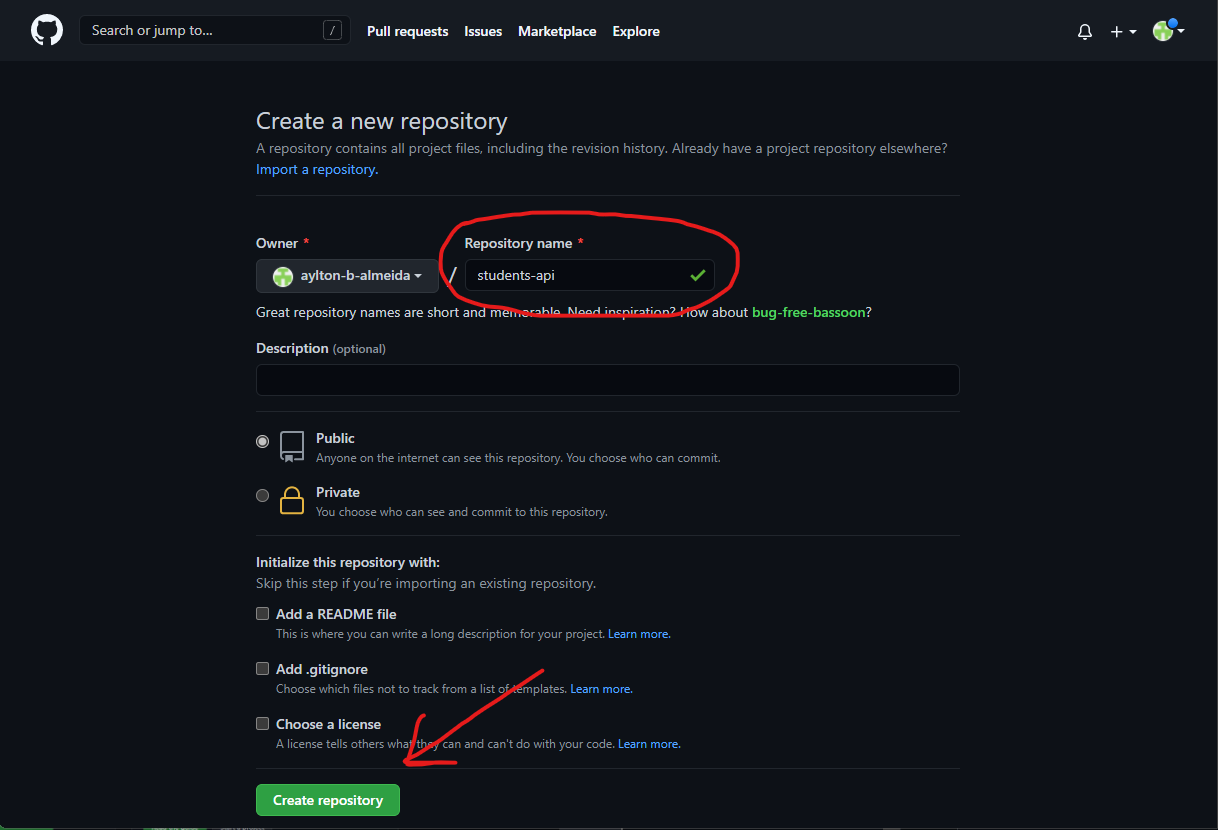 Search or jump to... /
Pull requests Issues Marketplace Explore
Create a new repository
A repository contains all project files, including the revision history. Already have a project repository elsewhere?
Import a repository.
Owner *
Repository name *
aylton-b-almeida / students-api
Great repository names are short and memorable. Need inspiration? How about bug-free-bassoon?
Description (optional)
Public
Anyone on the internet can see this repository. You choose who can commit.
Private
You choose who can see and commit to this repository.
Initialize this repository with:
Skip this step if you're importing an existing repository.
Add a README file
This is where you can write a long description for your project. Learn more.
Add .gitignore
Choose which files not to track from a list of templates. Learn more.
Choose a license
A license tells others what they can and can't do with your code. Learn more.
Create repository